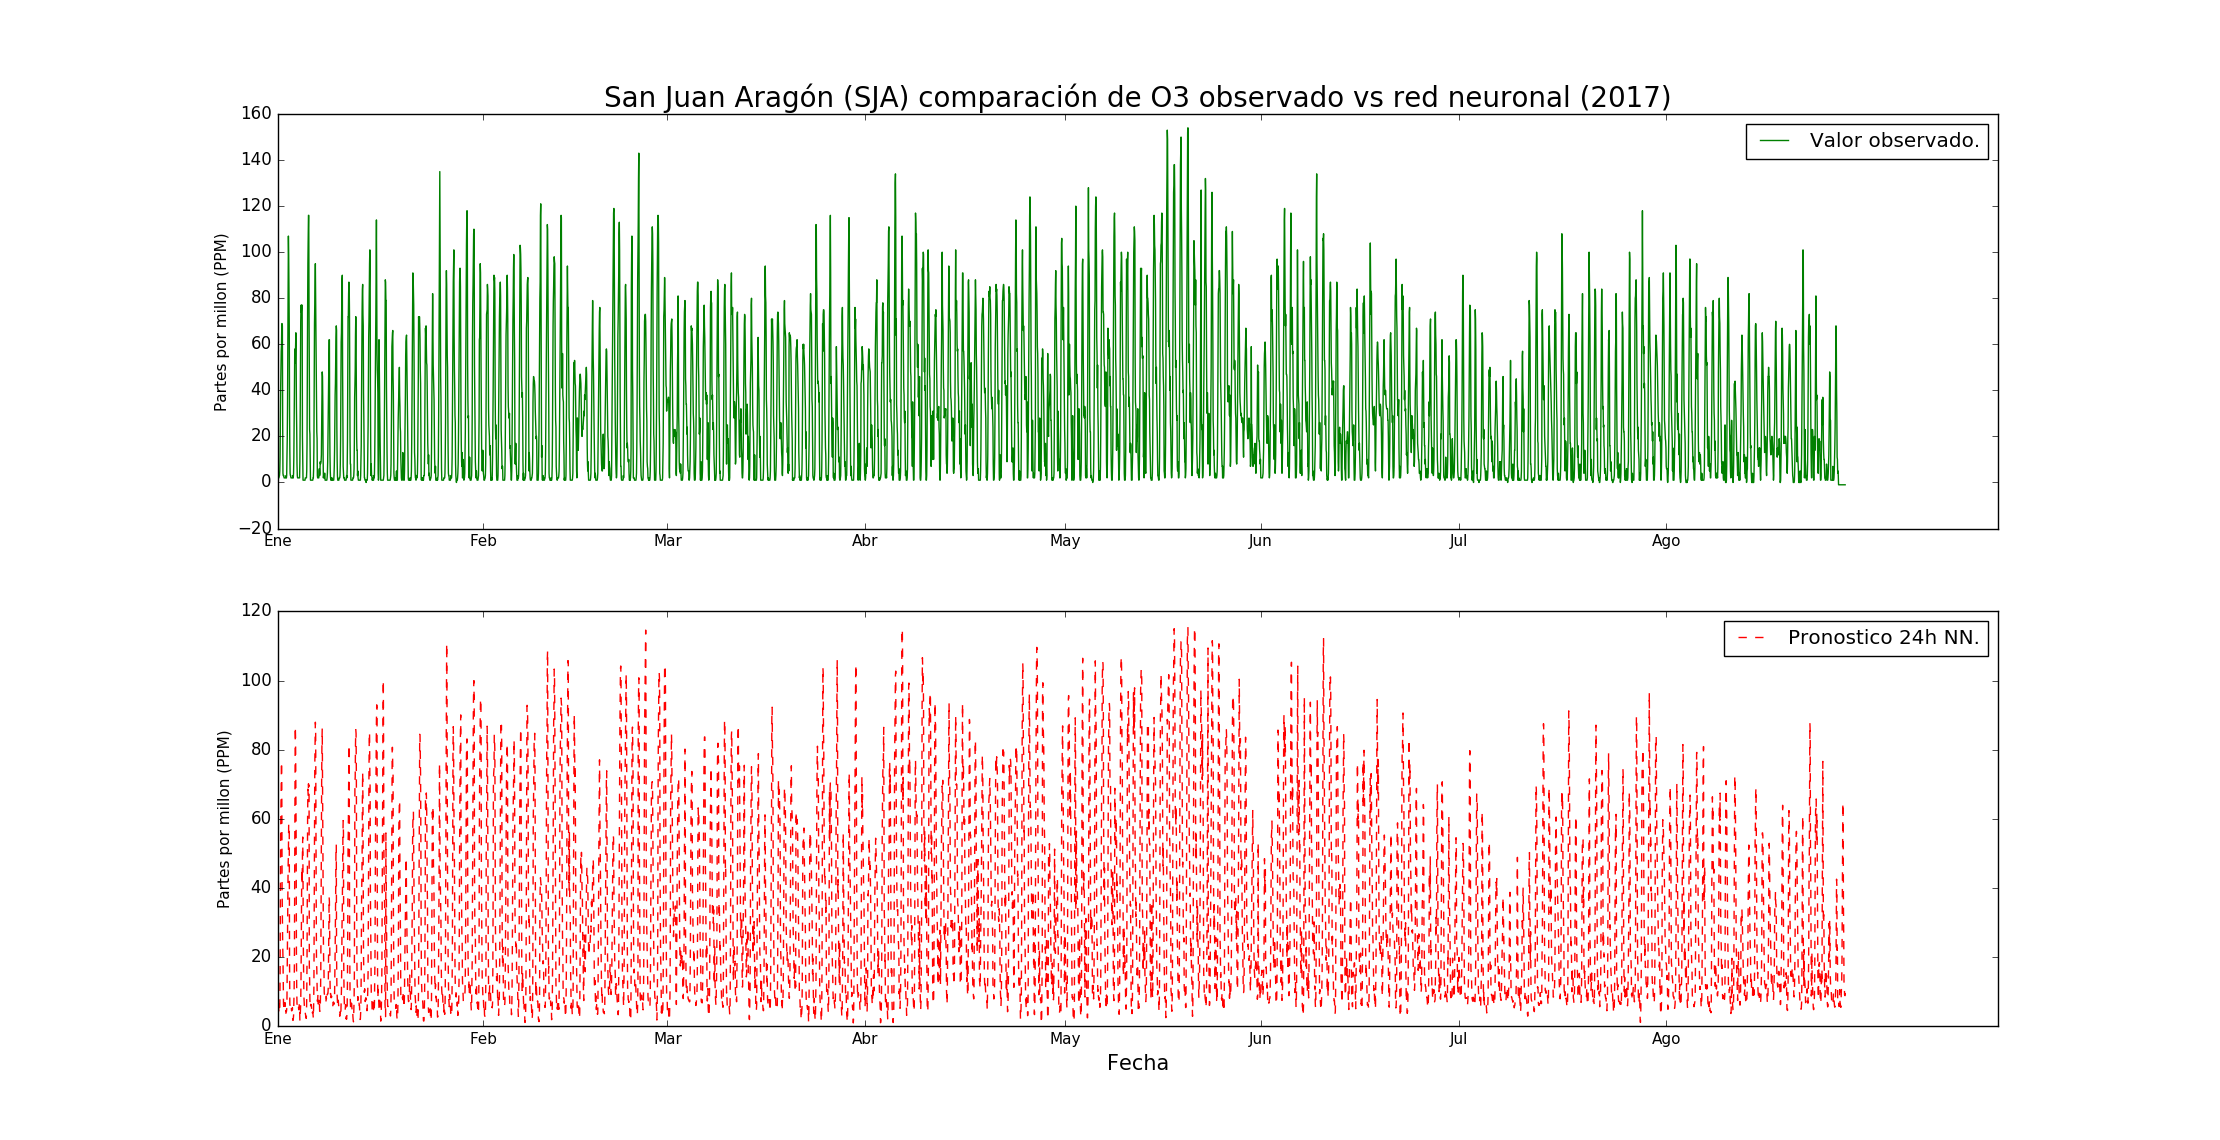 San Juan Aragón (SJA) comparación de O3 observado vs red neuronal (2017)
160
140
120
100
80
60
40
20
0
−20
Partes por millon (PPM)
Valor observado.
Ene Feb Mar Abr May Jun Jul Ago
120
100
80
60
40
20
0
Partes por millon (PPM)
Pronostico 24h NN.
Ene Feb Mar Abr May Jun Jul Ago
Fecha